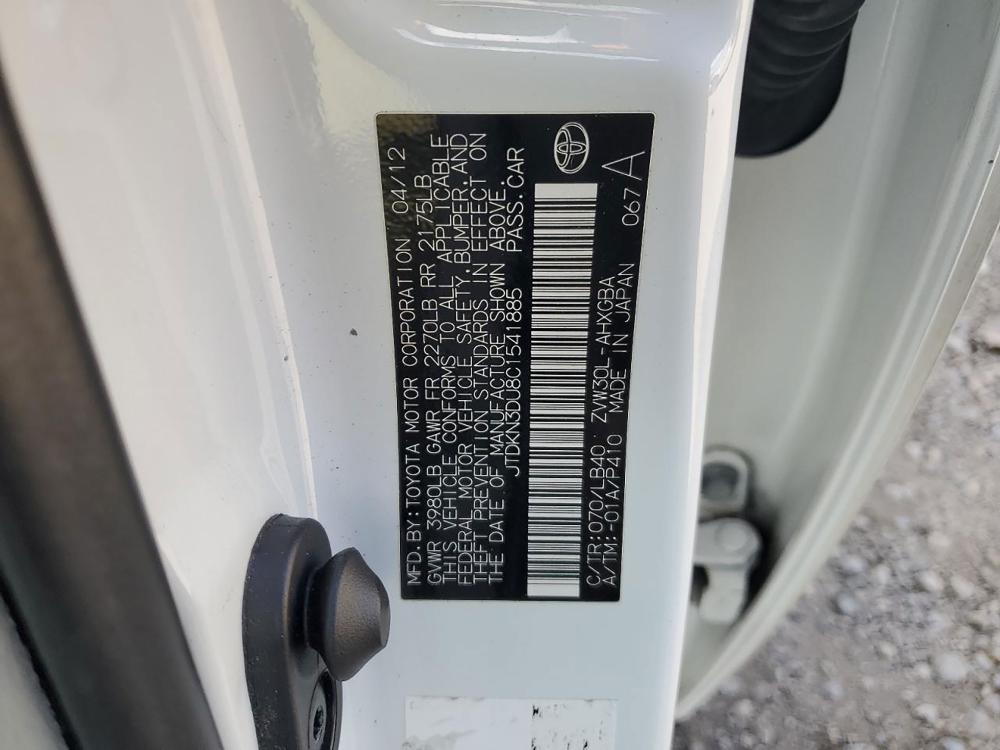 MFD. BY: TOYOTA MOTOR CORPORATION 04/12
GVWR 3980LB GAWR FR 2270LB RR 2175LB
THIS VEHICLE CONFORMS TO ALL APPLICABLE
FEDERAL MOTOR VEHICLE SAFETY, BUMPER, AND
THEFT PREVENTION STANDARDS IN EFFECT ON
THE DATE OF MANUFACTURE SHOWN ABOVE.
JTDKN3DU8C1541885 PASS. CAR
C/TR: 070/LB40 ZVW30L-AHXGBA
A/TM: -01A/P410 MADE IN JAPAN 067 A